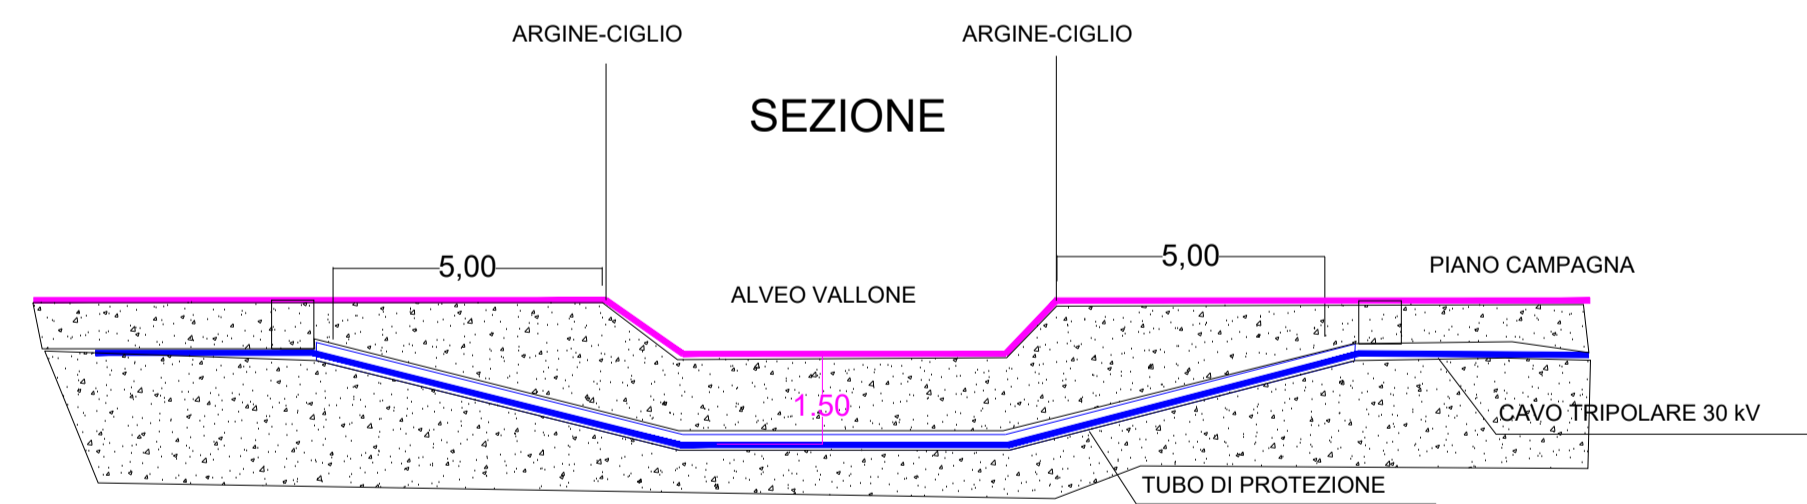 ARGINE-CIGLIO
ARGINE-CIGLIO
SEZIONE
5,00
5,00
PIANO CAMPAGNA
ALVEO VALLONE
1.50
CAVO TRIPOLARE 30 kV
TUBO DI PROTEZIONE